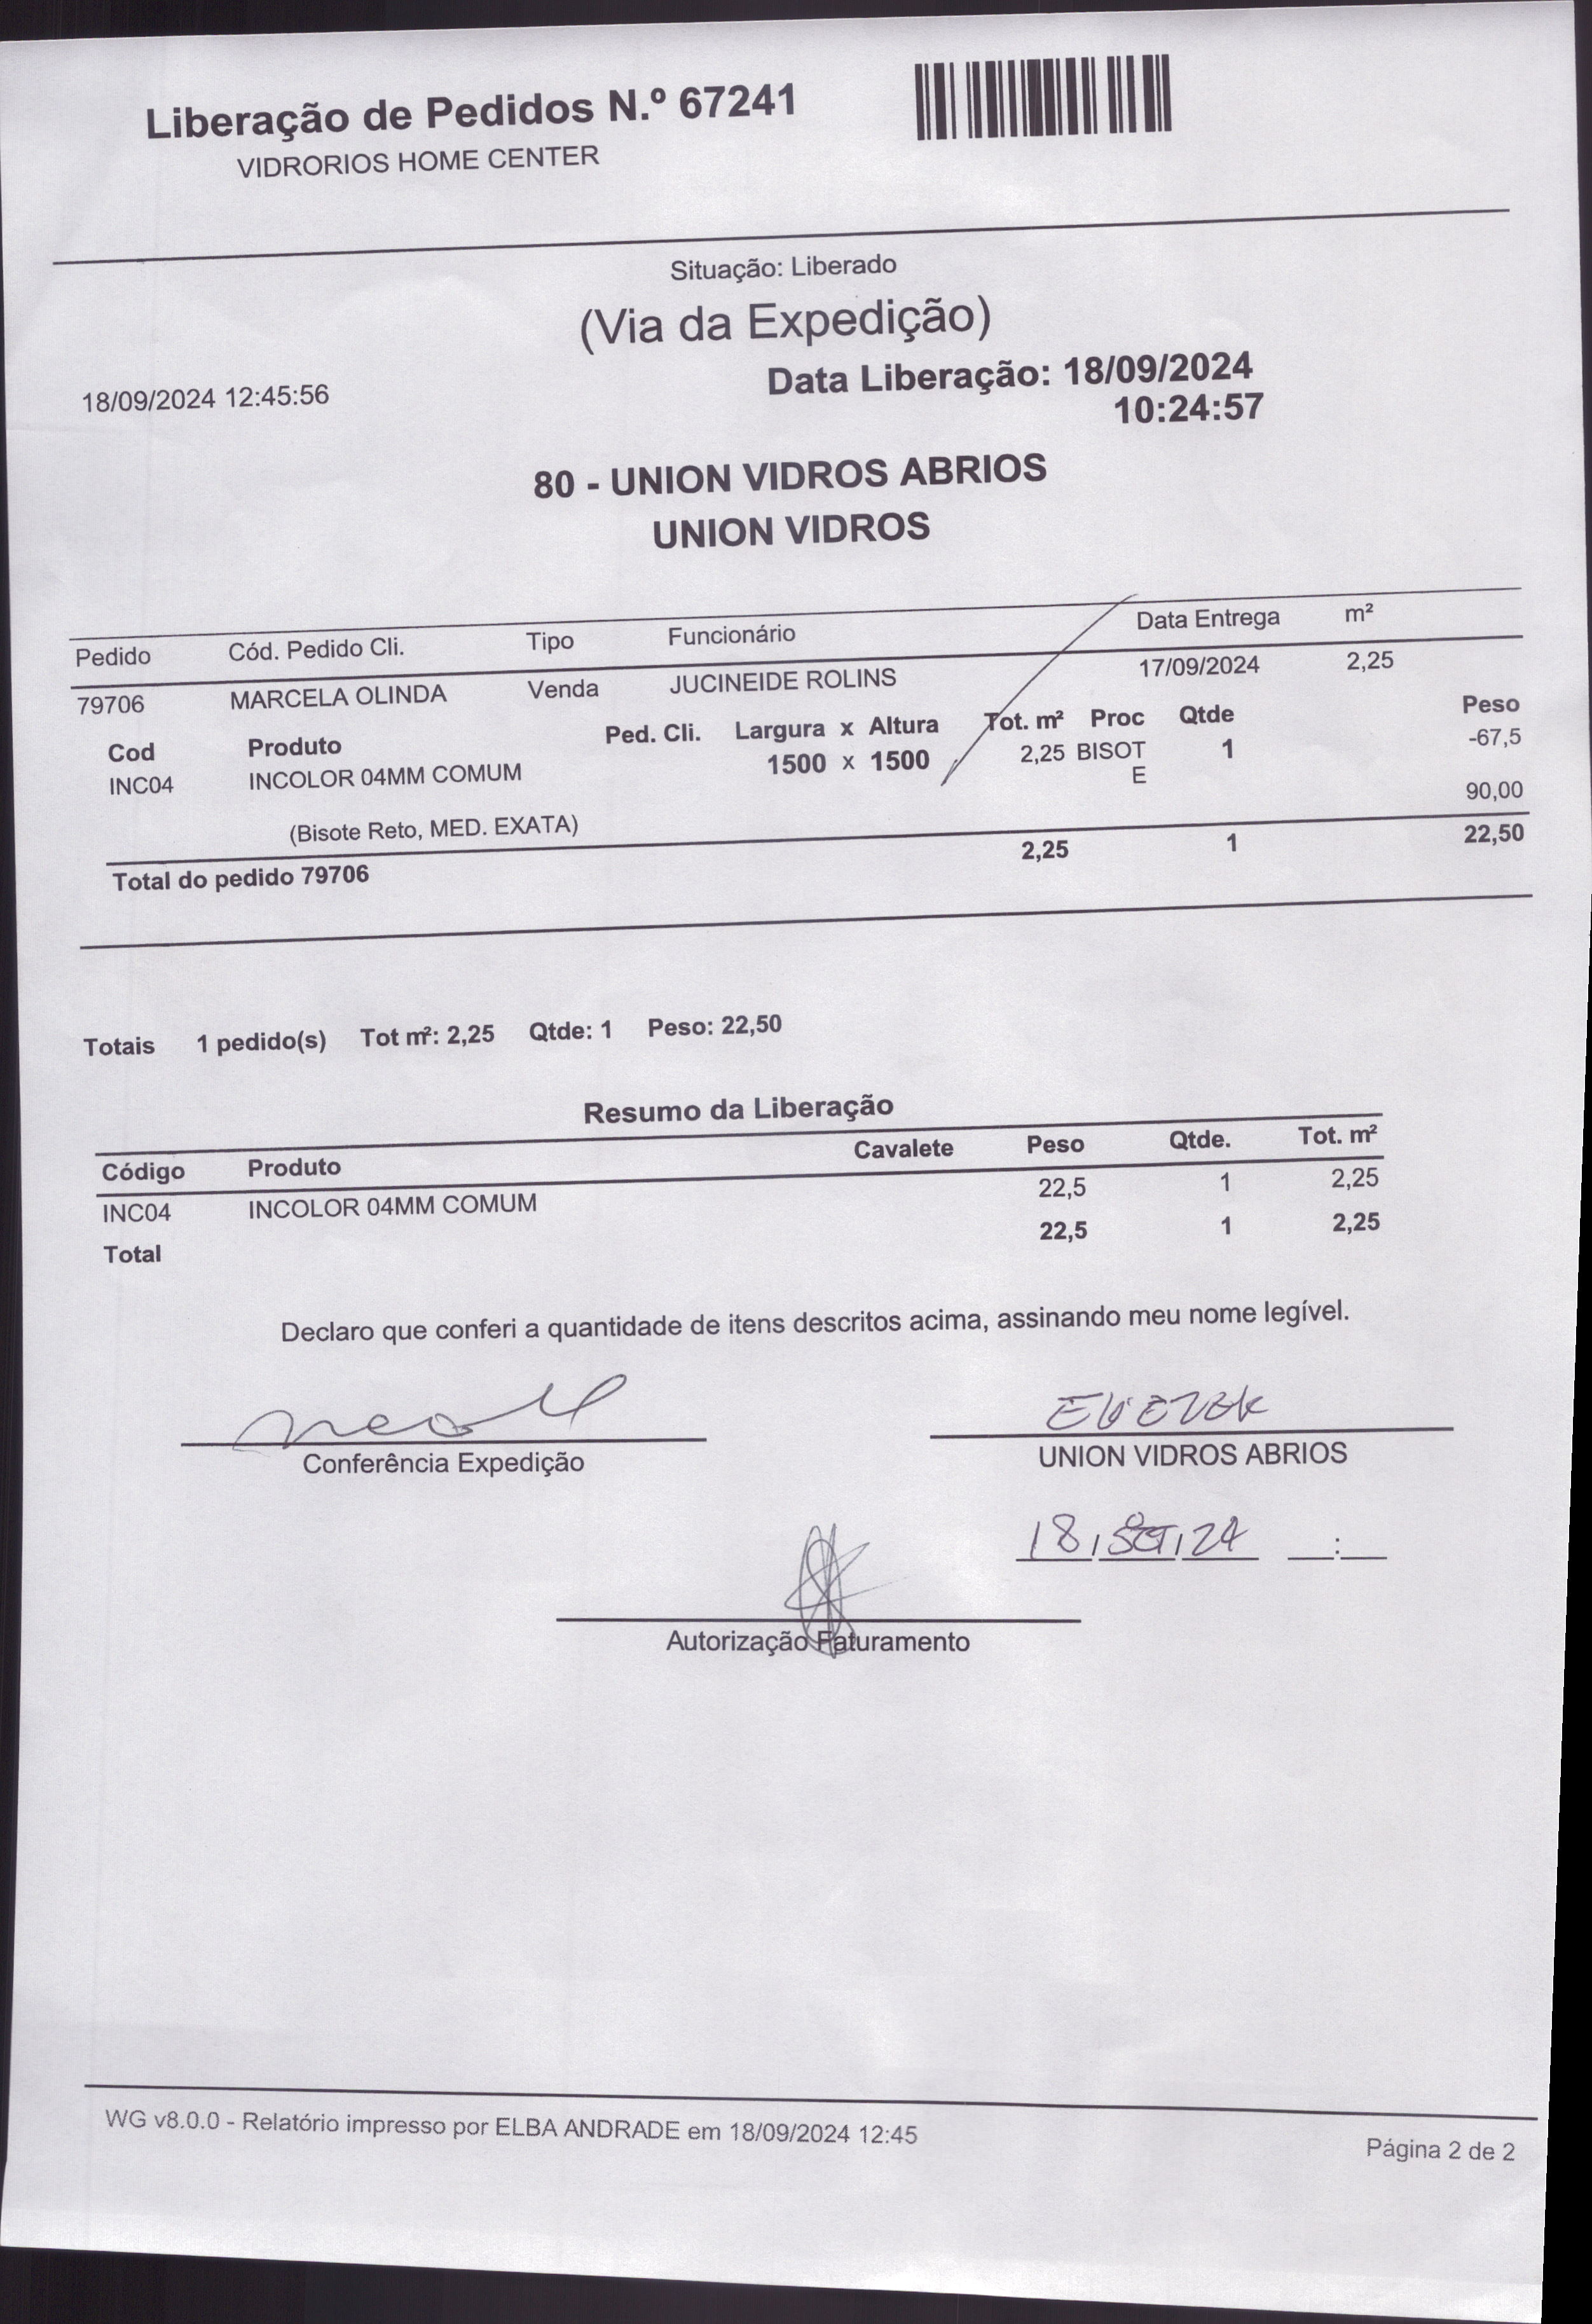 Liberação de Pedidos N.º 67241
VIDRORIOS HOME CENTER
Situação: Liberado
(Via da Expedição)
18/09/2024 12:45:56
Data Liberação: 18/09/2024
10:24:57
80 - UNION VIDROS ABRIOS
UNION VIDROS
Pedido Cód. Pedido Cli. Tipo Funcionário Data Entrega m²
79706 MARCELA OLINDA Venda JUCINEIDE ROLINS 17/09/2024 2,25
Cod Produto Ped. Cli. Largura x Altura Tot. m² Proc Qtde Peso
INC04 INCOLOR 04MM COMUM 1500 x 1500 2,25 BISOT 1 -67,5
E
(Bisote Reto, MED. EXATA) 90,00
Total do pedido 79706 2,25 1 22,50
Totais 1 pedido(s) Tot m²: 2,25 Qtde: 1 Peso: 22,50
Resumo da Liberação
Código Produto Cavalete Peso Qtde. Tot. m²
INC04 INCOLOR 04MM COMUM 22,5 1 2,25
Total 22,5 1 2,25
Declaro que conferi a quantidade de itens descritos acima, assinando meu nome legível.
Conferência Expedição
UNION VIDROS ABRIOS
18, SET, 24 __:__
Autorização Faturamento
WG v8.0.0 - Relatório impresso por ELBA ANDRADE em 18/09/2024 12:45
Página 2 de 2